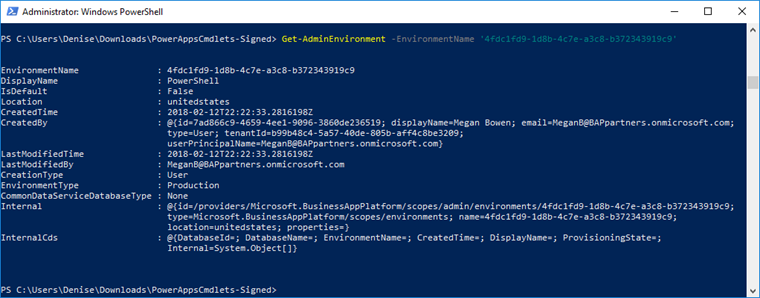 Administrator: Windows PowerShell
PS C:\Users\Denise\Downloads\PowerAppsCmdlets-Signed> Get-AdminEnvironment -EnvironmentName '4fdc1fd9-1d8b-4c7e-a3c8-b372343919c9'
EnvironmentName : 4fdc1fd9-1d8b-4c7e-a3c8-b372343919c9
DisplayName : PowerShell
IsDefault : False
Location : unitedstates
CreatedTime : 2018-02-12T22:22:33.2816198Z
CreatedBy : @{id=7ad866c9-4659-4ee1-9096-3860de236519; displayName=Megan Bowen; email=MeganB@BAPpartners.onmicrosoft.com;
type=User; tenantId=b99b48c4-5a57-40de-805b-aff4c8be3209;
userPrincipalName=MeganB@BAPpartners.onmicrosoft.com}
LastModifiedTime : 2018-02-12T22:22:33.2816198Z
LastModifiedBy : MeganB@BAPpartners.onmicrosoft.com
CreationType : User
EnvironmentType : Production
CommonDataServiceDatabaseType : None
Internal : @{id=/providers/Microsoft.BusinessAppPlatform/scopes/admin/environments/4fdc1fd9-1d8b-4c7e-a3c8-b372343919c9;
type=Microsoft.BusinessAppPlatform/scopes/environments; name=4fdc1fd9-1d8b-4c7e-a3c8-b372343919c9;
location=unitedstates; properties=}
InternalCds : @{DatabaseId=; DatabaseName=; EnvironmentName=; CreatedTime=; DisplayName=; ProvisioningState=;
Internal=System.Object[]}
PS C:\Users\Denise\Downloads\PowerAppsCmdlets-Signed>